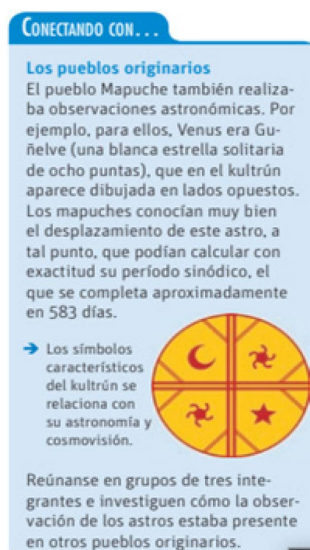 CONECTANDO CON...
Los pueblos originarios
El pueblo Mapuche también realiza-
ba observaciones astronómicas. Por
ejemplo, para ellos, Venus era Gu-
ñelve (una blanca estrella solitaria
de ocho puntas), que en el kultrún
aparece dibujada en lados opuestos.
Los mapuches conocían muy bien
el desplazamiento de este astro, a
tal punto, que podían calcular con
exactitud su período sinódico, el
que se completa aproximadamente
en 583 días.
→ Los símbolos
característicos
del kultrún se
relaciona con
su astronomía y
cosmovisión.
Reúnanse en grupos de tres inte-
grantes e investiguen cómo la obser-
vación de los astros estaba presente
en otros pueblos originarios.